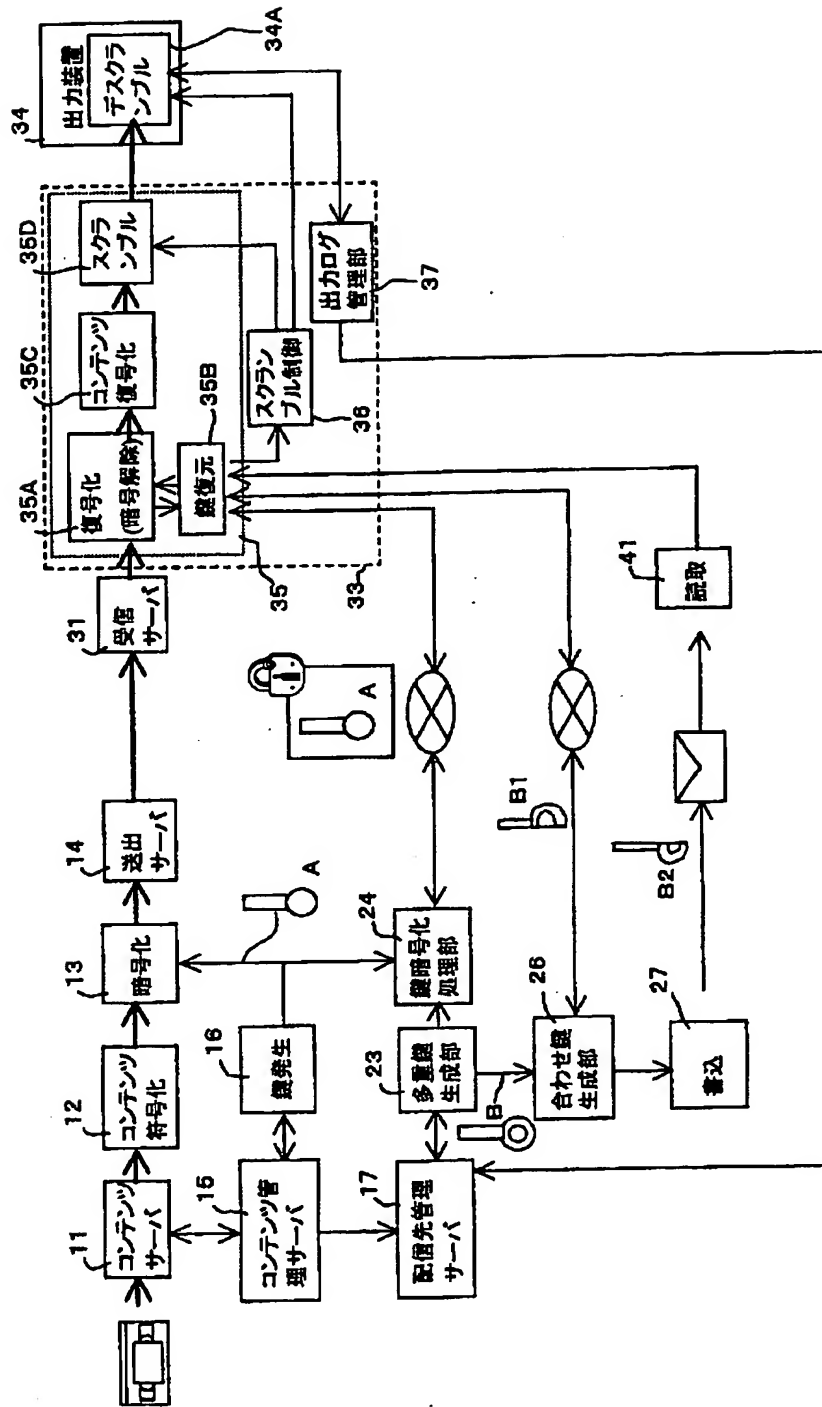 11
コンテンツ
サーバ
12
コンテンツ
符号化
13
暗号化
14
送出
サーバ
31
受信
サーバ
35A
復号化
(暗号解除)
35C
コンテンツ
復号化
35D
スクラ
ンブル
34
出力装置
デスクラ
ンブル
34A
15
コンテンツ管
理サーバ
16
鍵発生
A
A
35B
鍵復元
35
33
スクラン
ブル制御
36
出力ログ
管理部
37
17
配信先管理
サーバ
23
多重鍵
生成部
24
鍵暗号化
処理部
B
26
合わせ鍵
生成部
B1
27
書込
B2
41
読取